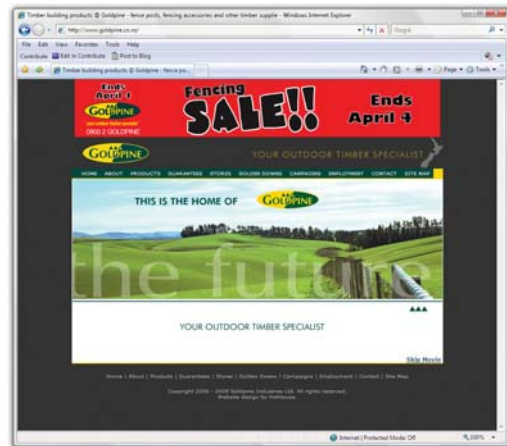 Timber building products @ Goldpine - fence posts, fencing accessories and other timber supplie - Windows Internet Explorer
http://www.goldpine.co.nz/
Google
File Edit View Favorites Tools Help
Contribute Edit in Contribute Post to Blog
Timber building products @ Goldpine - fence po...
Page Tools
Ends
April 4
GOLDPINE
0800 2 GOLDPINE
Fencing
SALE!!
Ends
April 4
GOLDPINE
YOUR OUTDOOR TIMBER SPECIALIST
HOME ABOUT PRODUCTS GUARANTEES STORES GOLDEN DOWNS CAMPAIGNS EMPLOYMENT CONTACT SITE MAP
THIS IS THE HOME OF GOLDPINE
the future
YOUR OUTDOOR TIMBER SPECIALIST
Skip Movie
Home | About | Products | Guarantees | Stores | Golden Downs | Campaigns | Employment | Contact | Site Map
Copyright 2006 - 2009 Goldpine Industries Ltd. All rights reserved.
Website design by
Internet | Protected Mode: Off
100%